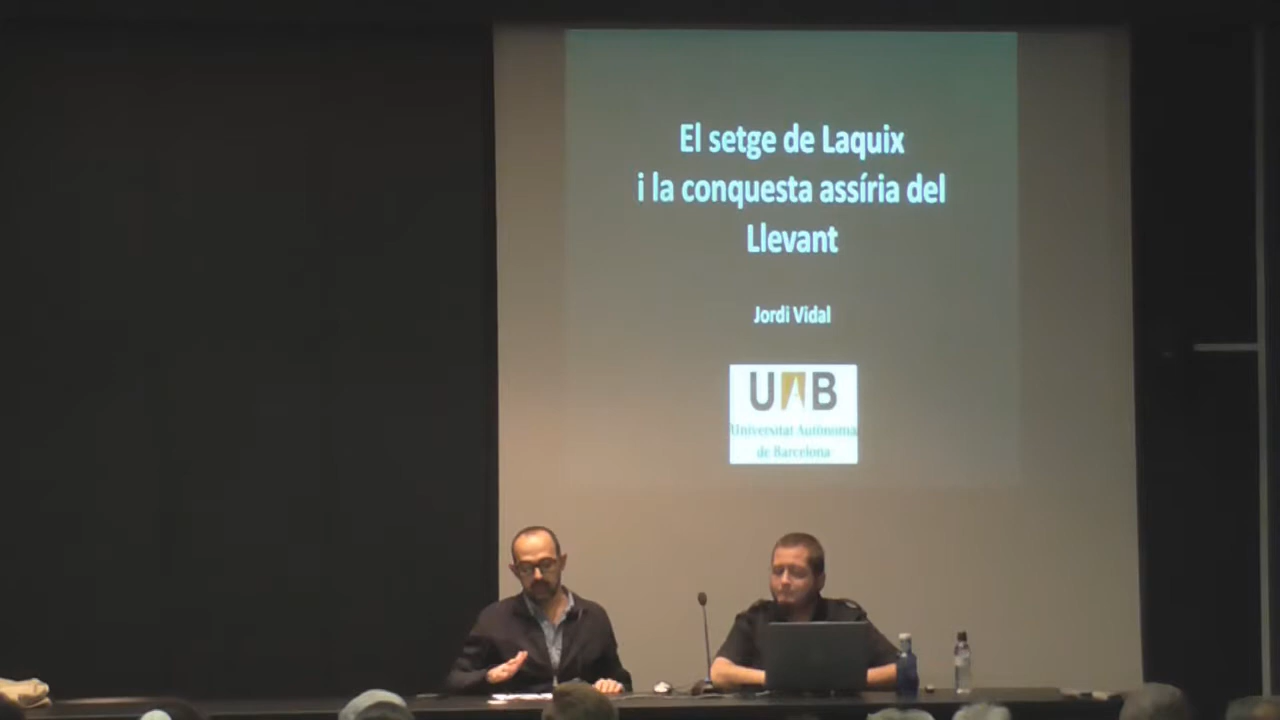 El setge de Laquix
i la conquesta assíria del
Llevant
Jordi Vidal
UAB
Universitat Autònoma
de Barcelona